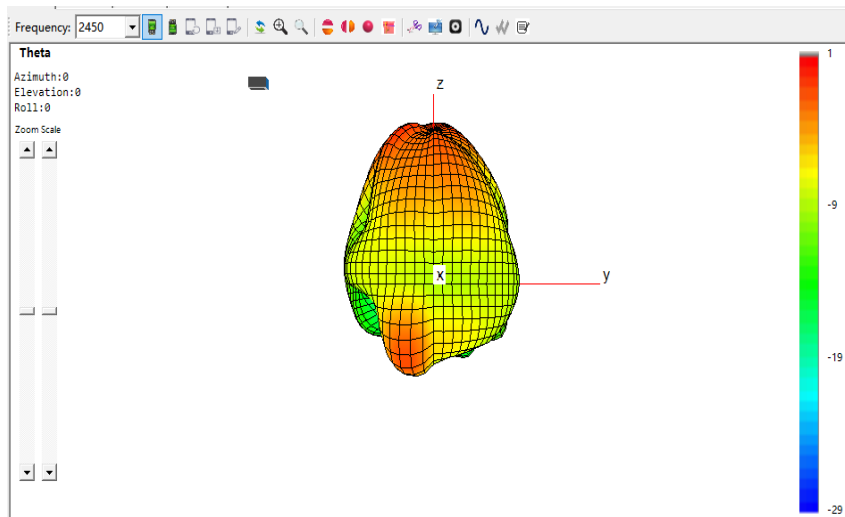 Frequency: 2450
Theta
Azimuth:0
Elevation:0
Roll:0
Zoom Scale
z
x
y
1
-9
-19
-29